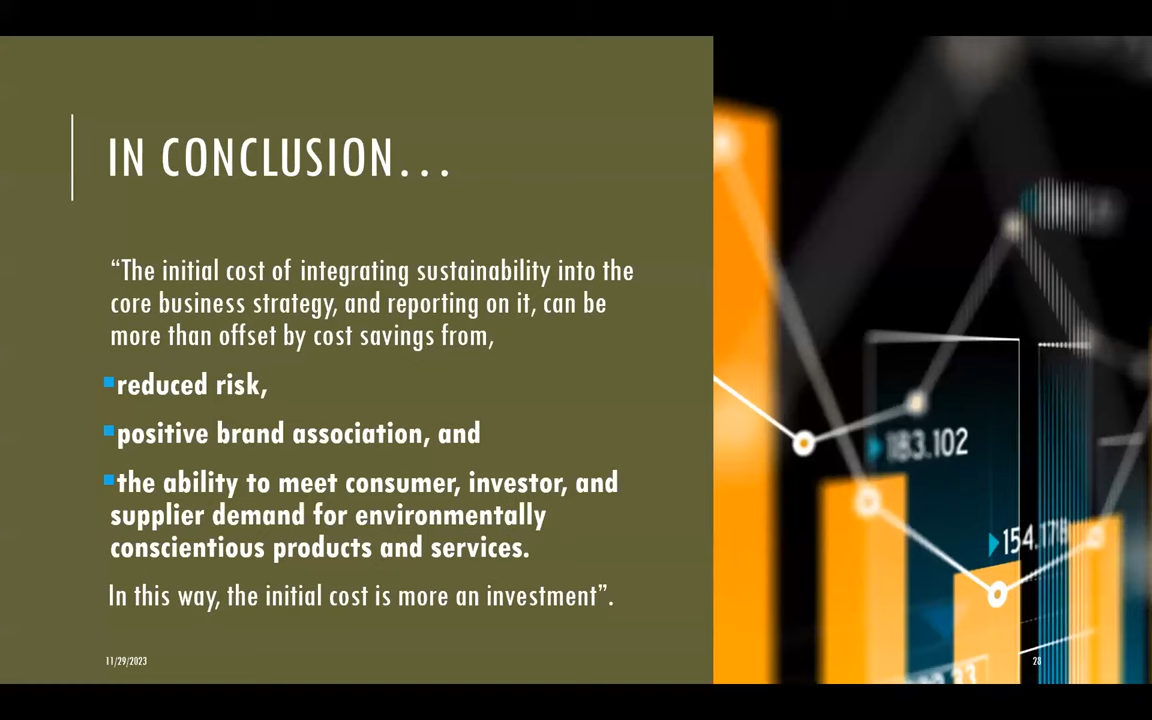 IN CONCLUSION...
“The initial cost of integrating sustainability into the
core business strategy, and reporting on it, can be
more than offset by cost savings from,
reduced risk,
positive brand association, and
the ability to meet consumer, investor, and
supplier demand for environmentally
conscientious products and services.
In this way, the initial cost is more an investment”.
183.102
154.178
11/29/2023
28